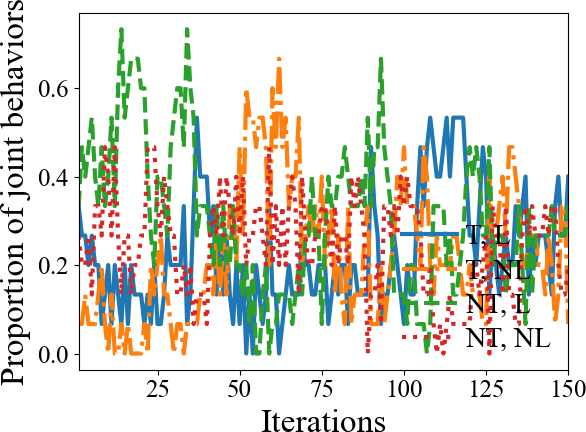 Proportion of joint behaviors
0.6
0.4
0.2
0.0
T, L
T, NL
NT, L
NT, NL
25
50
75
100
125
150
Iterations